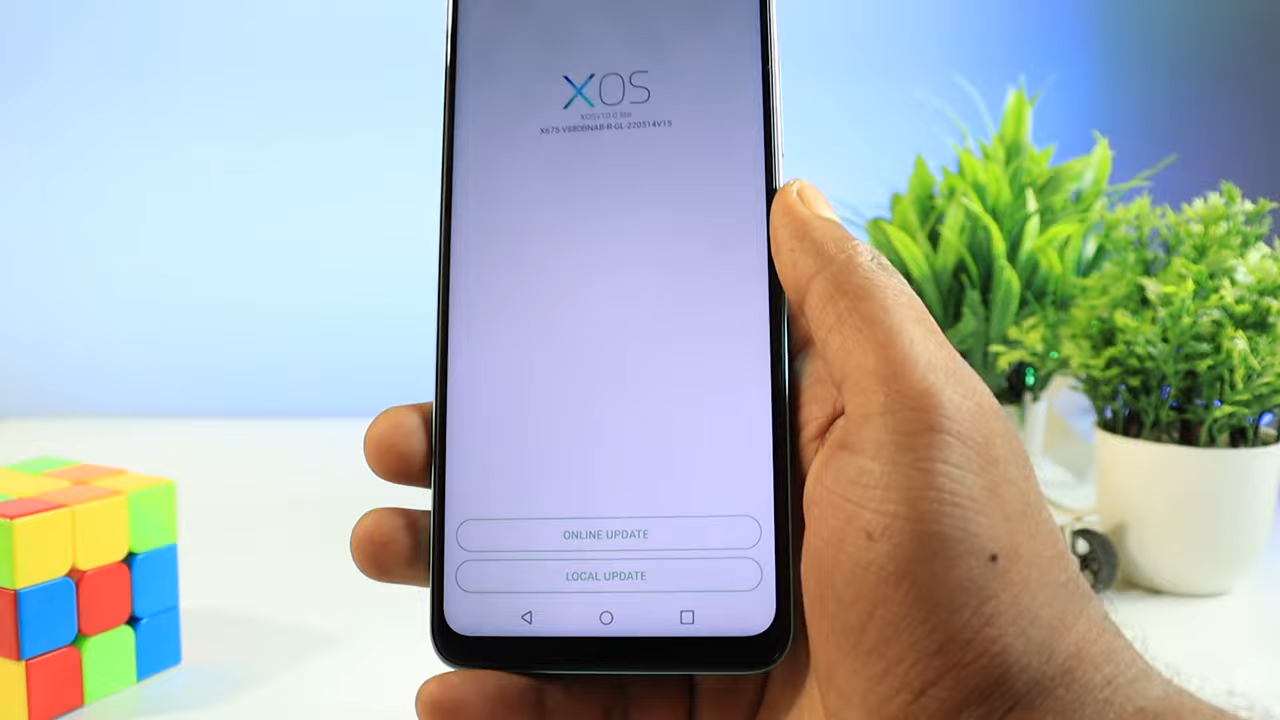 XOS
XOSv10.0 lite
X675-V880BNAB-R-GL-220514V15
ONLINE UPDATE
LOCAL UPDATE